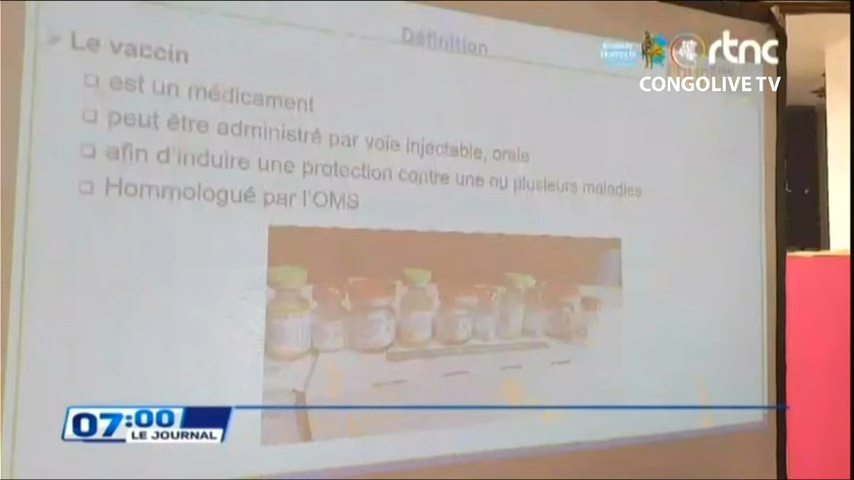 Définition
rtnc
CONGOLIVE TV
Le vaccin
est un médicament
peut être administré par voie injectable, orale
afin d'induire une protection contre une ou plusieurs maladies
Hommologué par l'OMS
07:00
LE JOURNAL